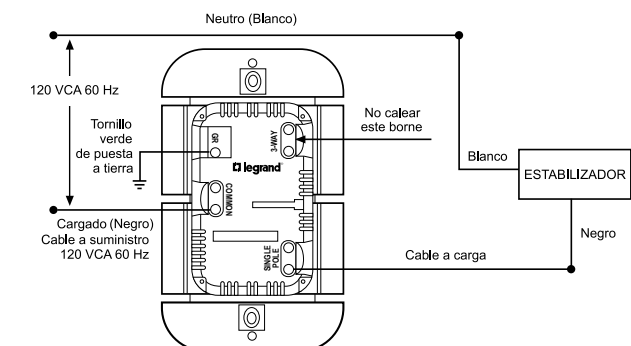 Neutro (Blanco)
120 VCA 60 Hz
Tornillo
verde
de puesta
a tierra
GR
3-WAY
No calear
este borne
legrand
Blanco
ESTABILIZADOR
COMMON
Cargado (Negro)
Cable a suministro
120 VCA 60 Hz
Negro
SINGLE
POLE
Cable a carga